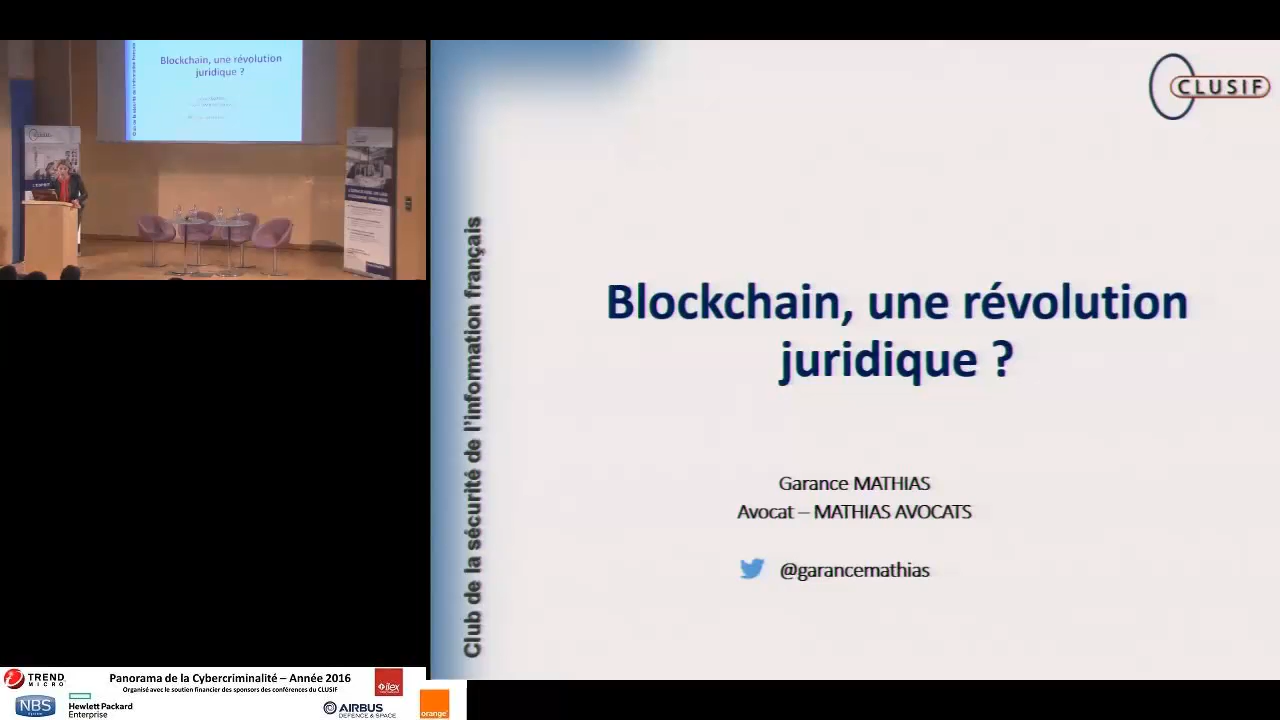 Blockchain, une révolution
juridique ?
CLUSIF
Club de la sécurité de l'information français
Blockchain, une révolution
juridique ?
Garance MATHIAS
Avocat – MATHIAS AVOCATS
@garancemathias
TREND
MICRO
Panorama de la Cybercriminalité – Année 2016
Organisé avec le soutien financier des sponsors des conférences du CLUSIF
ilex
NBS
Hewlett Packard
Enterprise
AIRBUS
DEFENCE & SPACE
orange